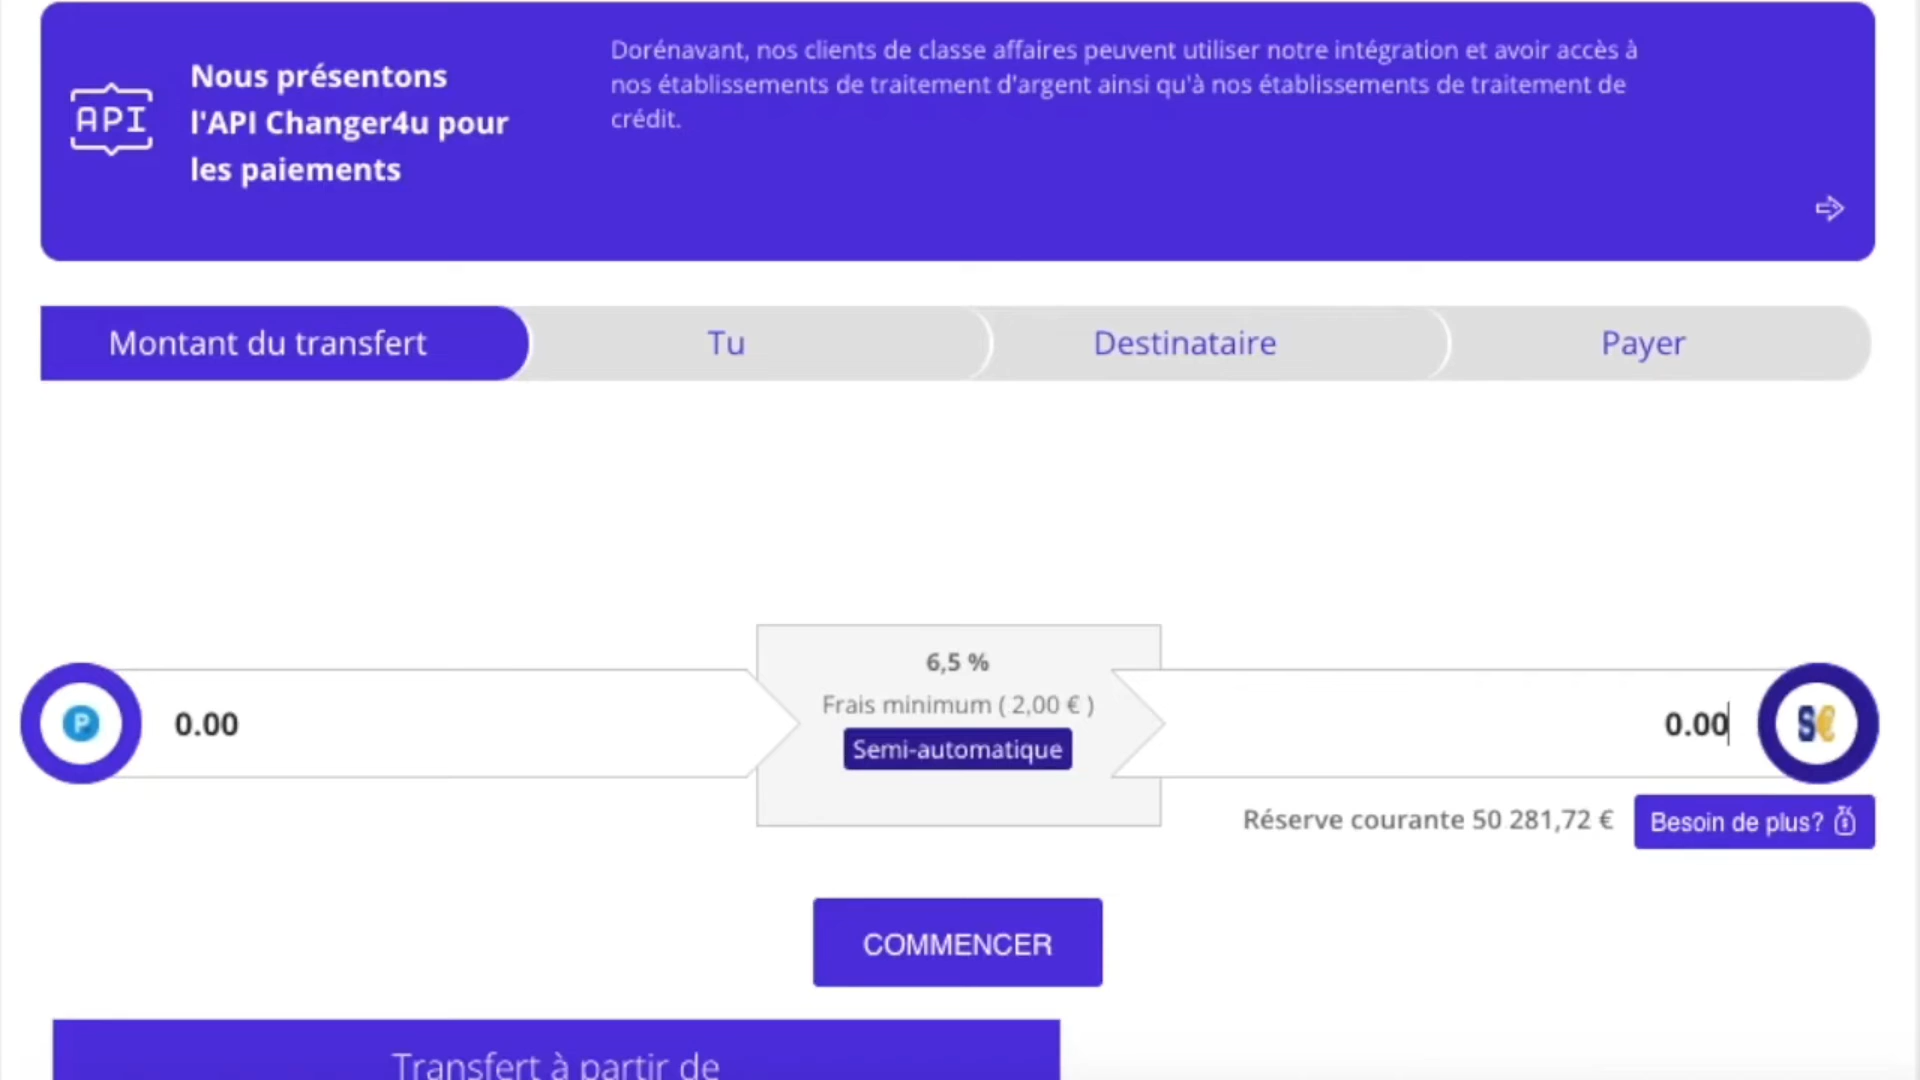 Nous présentons
l'API Changer4u pour
les paiements
API
Dorénavant, nos clients de classe affaires peuvent utiliser notre intégration et avoir accès à
nos établissements de traitement d'argent ainsi qu'à nos établissements de traitement de
crédit.
Montant du transfert
Tu
Destinataire
Payer
6,5 %
Frais minimum ( 2,00 € )
Semi-automatique
P
0.00
0.00
S€
Réserve courante 50 281,72 €
Besoin de plus?
COMMENCER
Transfert à partir de